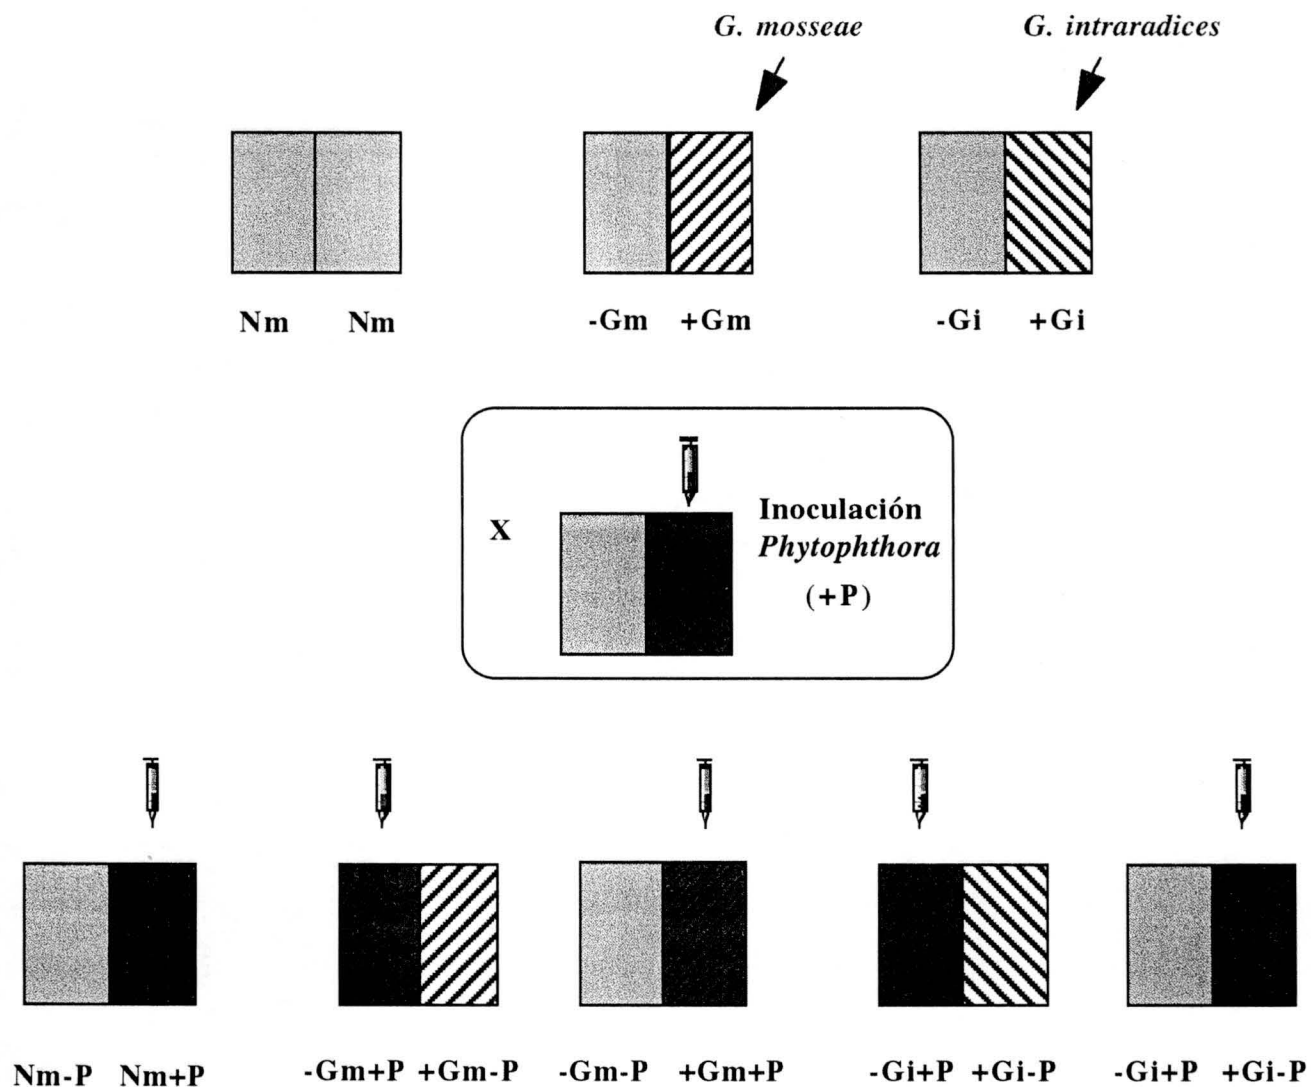 G. mosseae G. intraradices
Nm Nm -Gm +Gm -Gi +Gi
X
Inoculación
Phytophthora
(+P)
Nm-P Nm+P -Gm+P +Gm-P -Gm-P +Gm+P -Gi+P +Gi-P -Gi+P +Gi-P